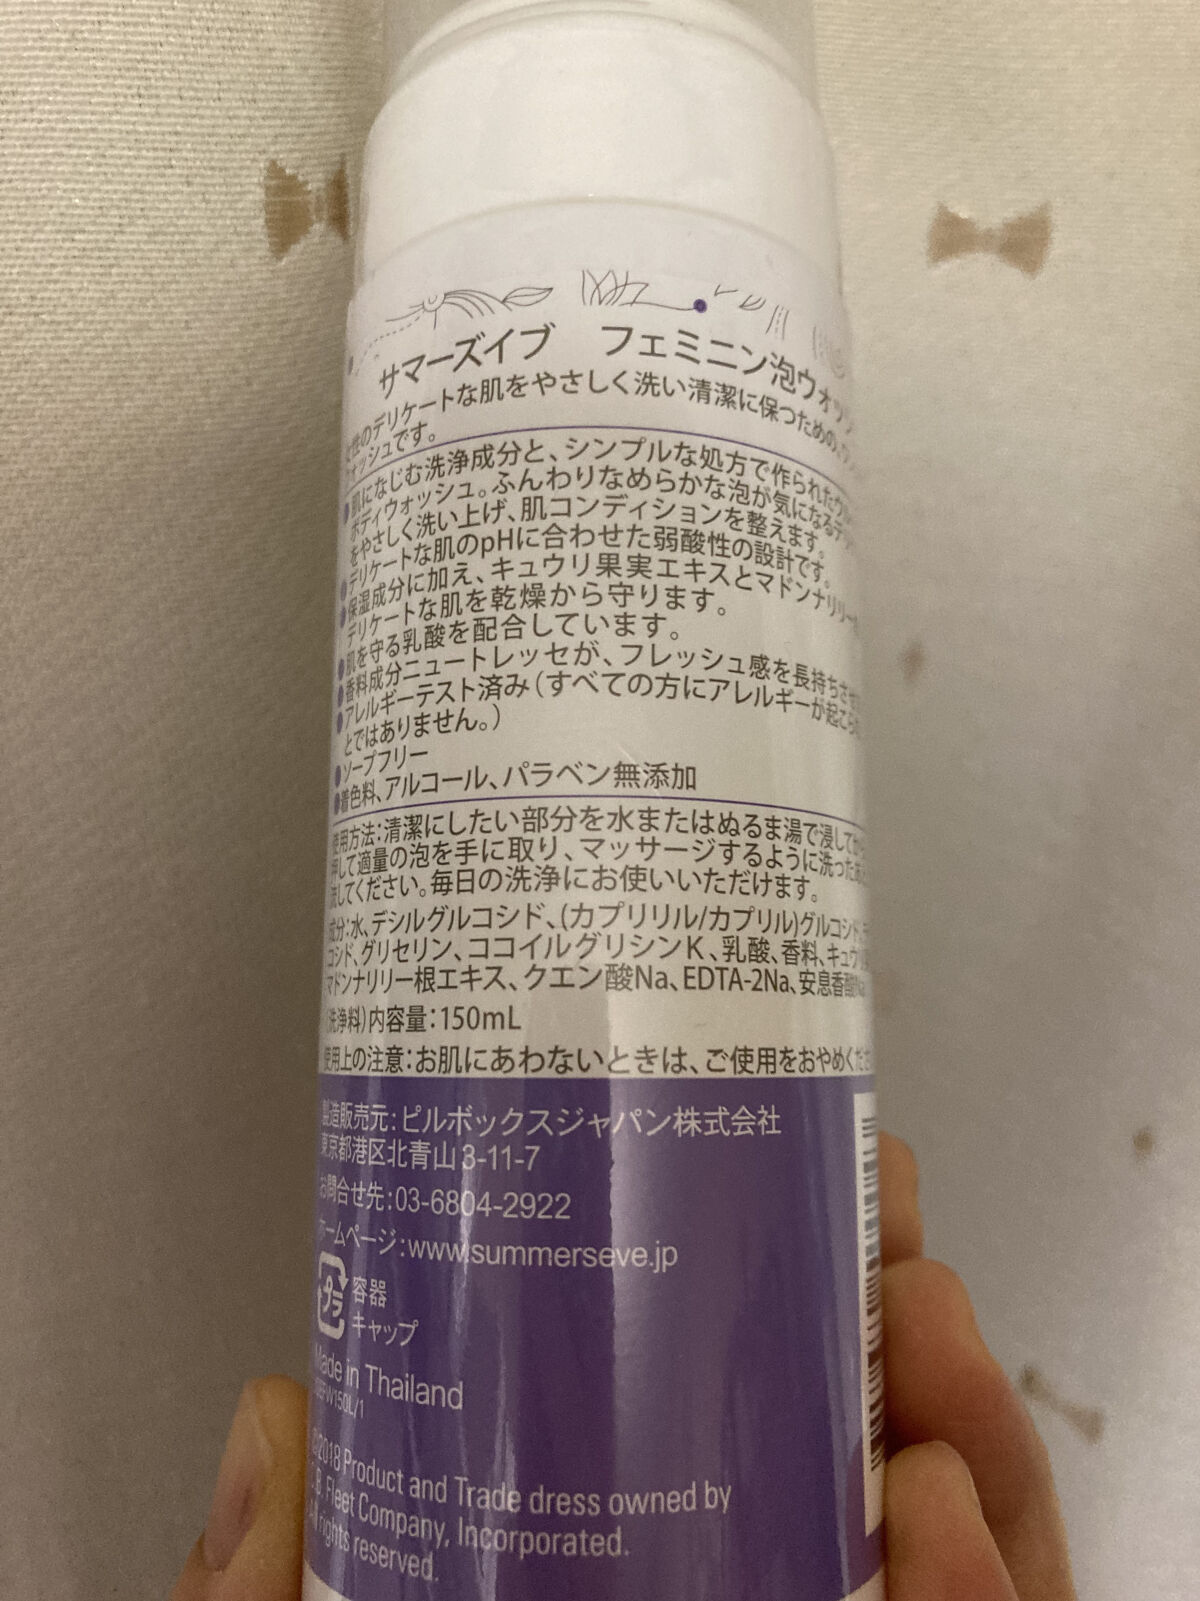 サマーズイブ フェミニン泡ウォッシュ
女性のデリケートな肌をやさしく洗い清潔に保つための
ウォッシュです。
●肌になじむ洗浄成分と、シンプルな処方で作られた
ボディウォッシュ。ふんわりなめらかな泡が気になるデリ
をやさしく洗い上げ、肌コンディションを整えます。
●デリケートな肌のpHに合わせた弱酸性の設計です。
●保湿成分に加え、キュウリ果実エキスとマドンナリリー
デリケートな肌を乾燥から守ります。
●肌を守る乳酸を配合しています。
●香料成分ニュートレッセが、フレッシュ感を長持ちさせ
●アレルギーテスト済み(すべての方にアレルギーが起こら
とではありません。)
●ソープフリー
●着色料、アルコール、パラベン無添加
使用方法:清潔にしたい部分を水またはぬるま湯で浸して
押して適量の泡を手に取り、マッサージするように洗った
流してください。毎日の洗浄にお使いいただけます。
成分:水、デシルグルコシド、(カプリリル/カプリル)グルコシド、
コシド、グリセリン、ココイルグリシンK、乳酸、香料、キュウリ
マドンナリリー根エキス、クエン酸Na、EDTA-2Na、安息香酸Na
(洗浄料)内容量:150mL
使用上の注意:お肌にあわないときは、ご使用をおやめくださ
製造販売元:ピルボックスジャパン株式会社
東京都港区北青山3-11-7
お問合せ先:03-6804-2922
ホームページ:www.summerseve.jp
プラ 容器
キャップ
Made in Thailand
©2018 Product and Trade dress owned by
C.B. Fleet Company, Incorporated.
All rights reserved.